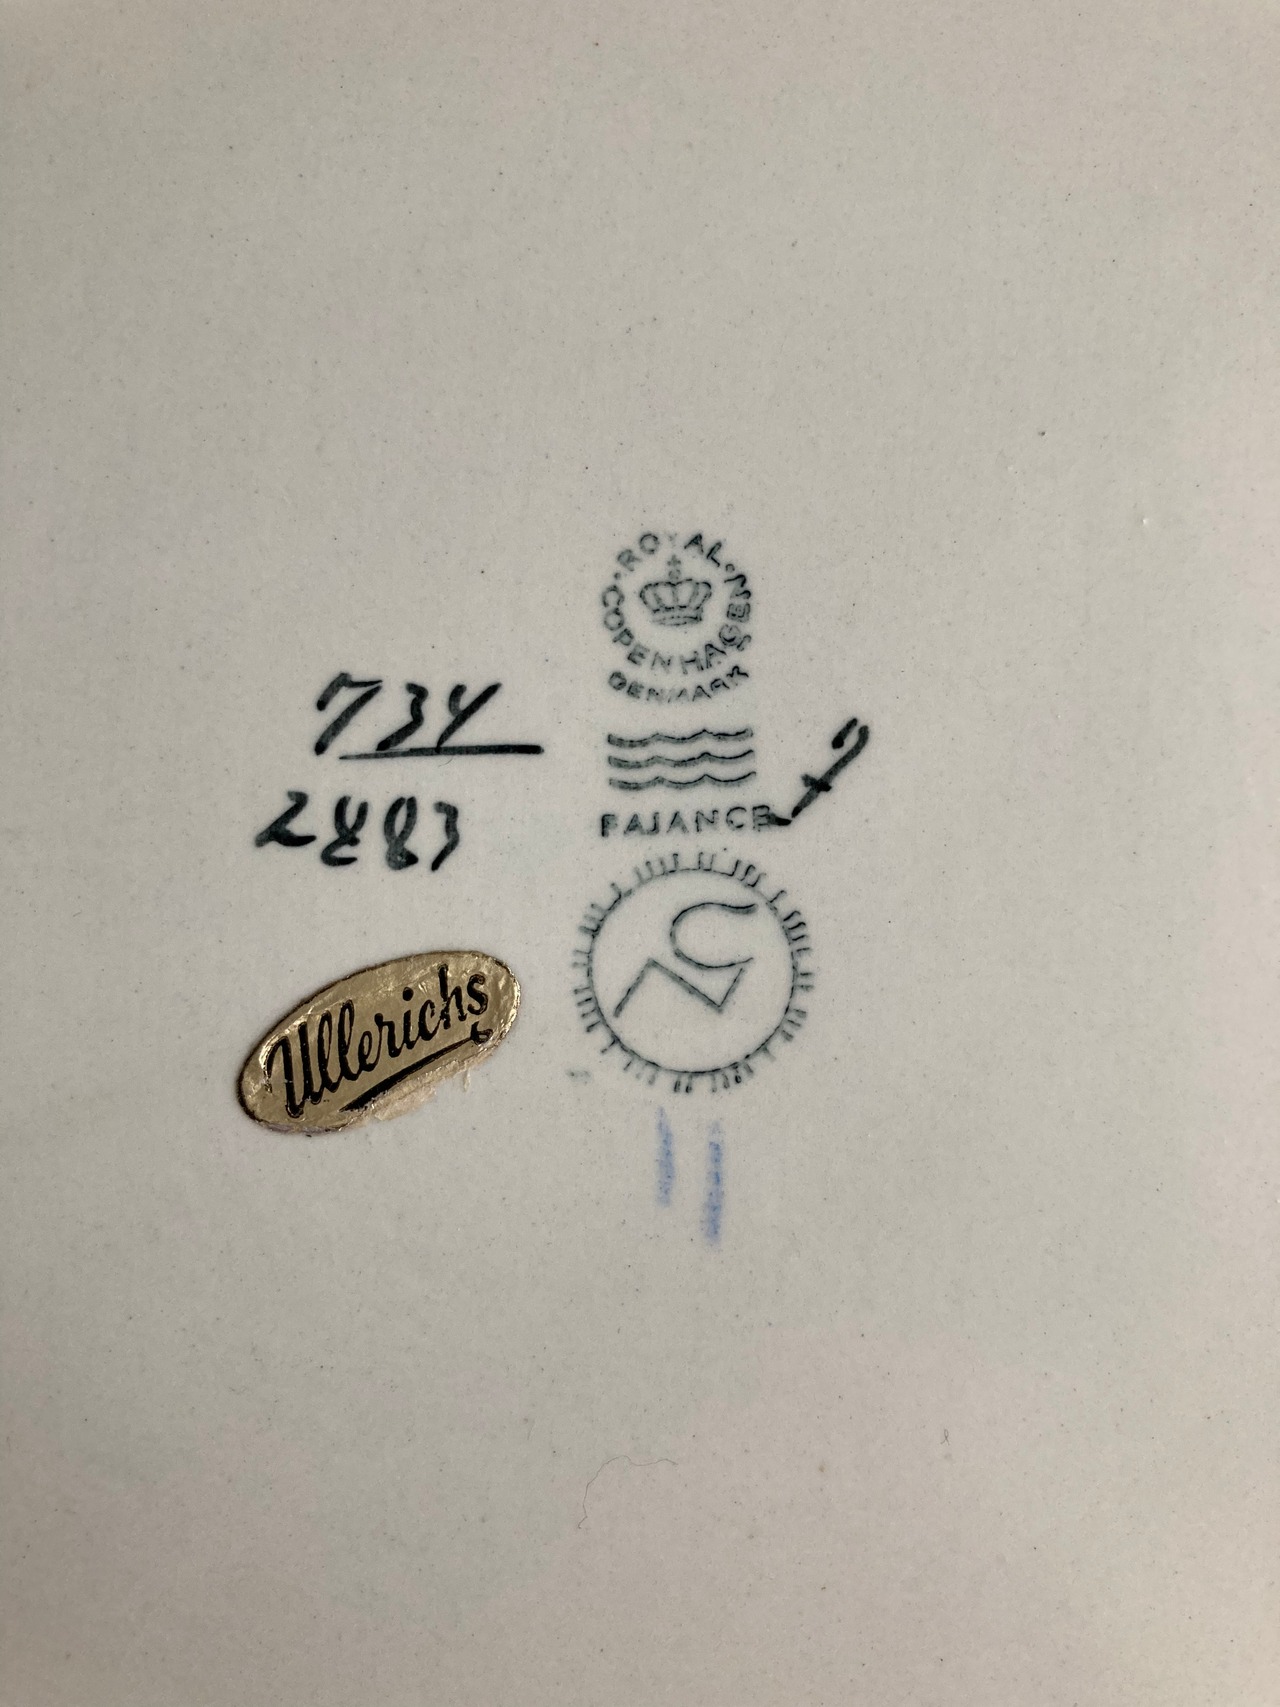 ROYAL
COPENHAGEN
DENMARK
734
2883
FAJANCE
Ullerichs